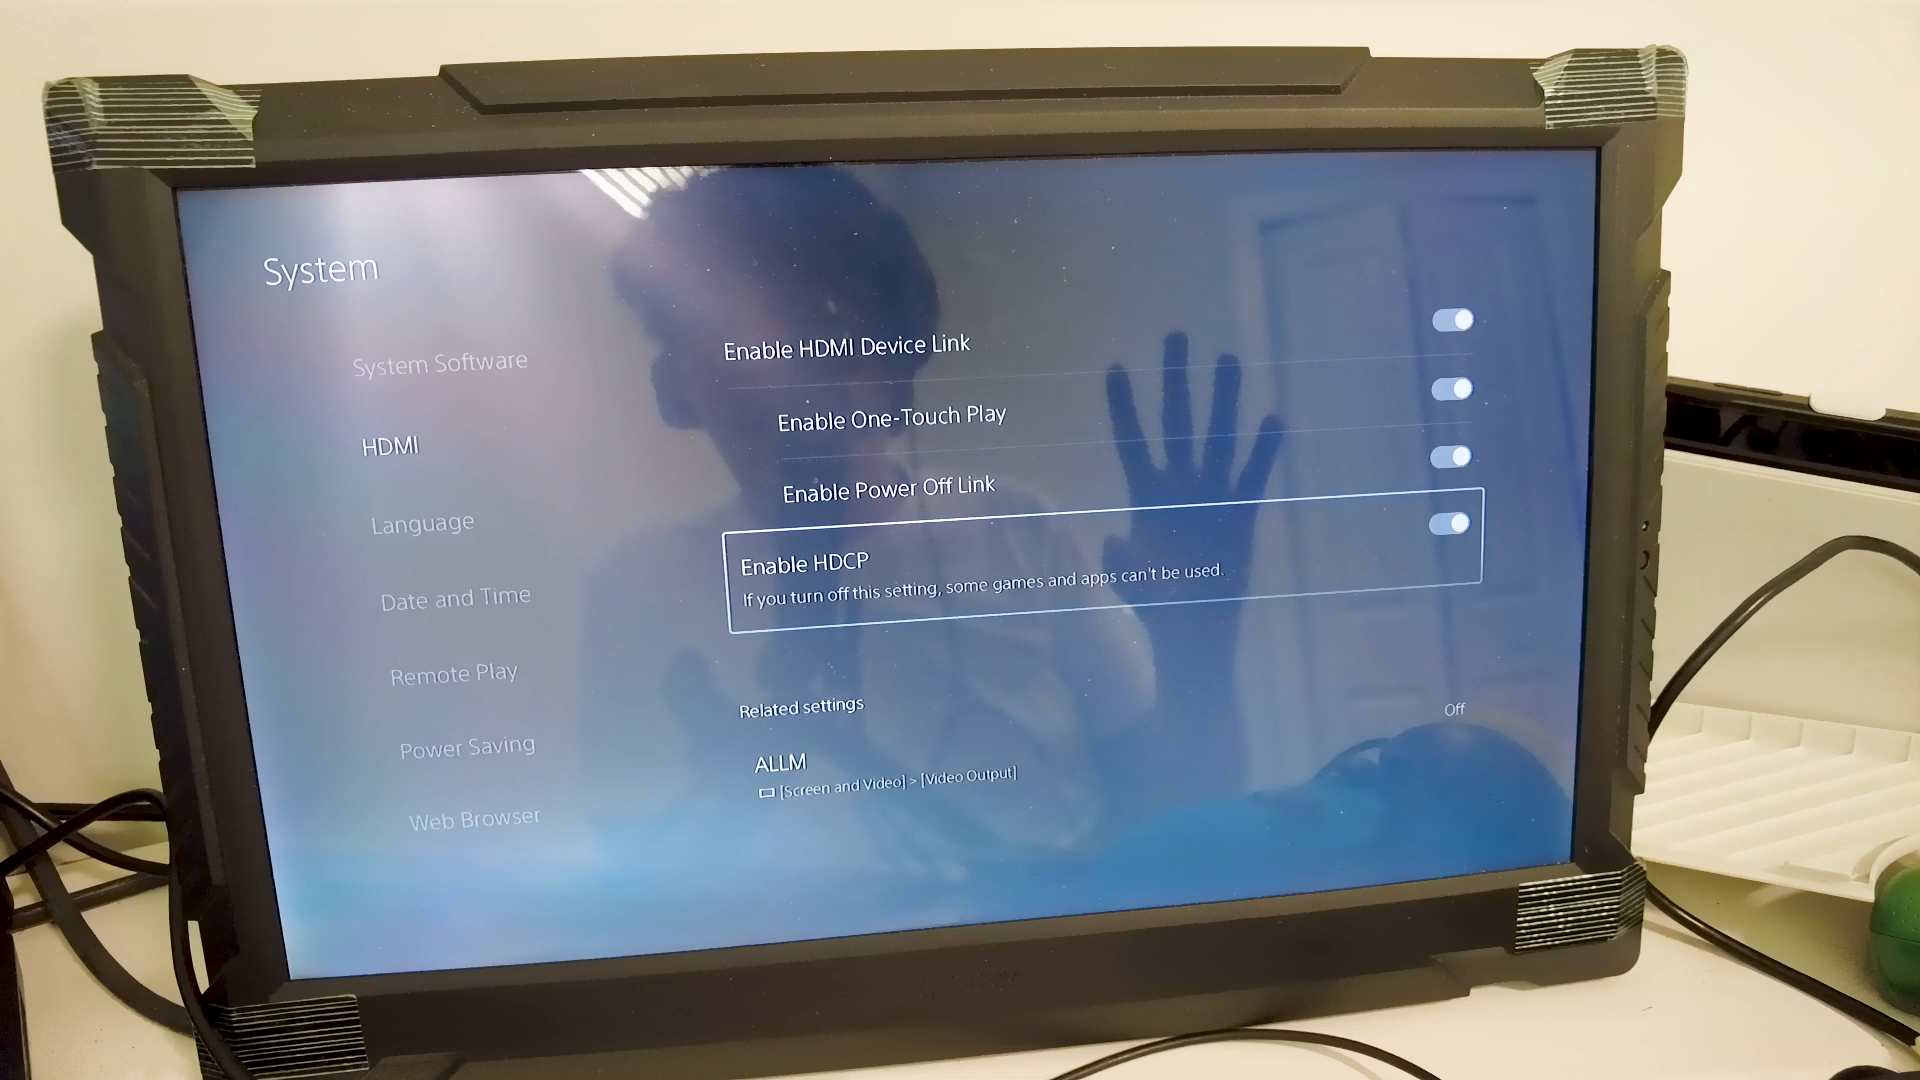 System
System Software
HDMI
Language
Date and Time
Remote Play
Power Saving
Web Browser
Enable HDMI Device Link
Enable One-Touch Play
Enable Power Off Link
Enable HDCP
If you turn off this setting, some games and apps can't be used.
Related settings
ALLM Off
[Screen and Video] > [Video Output]